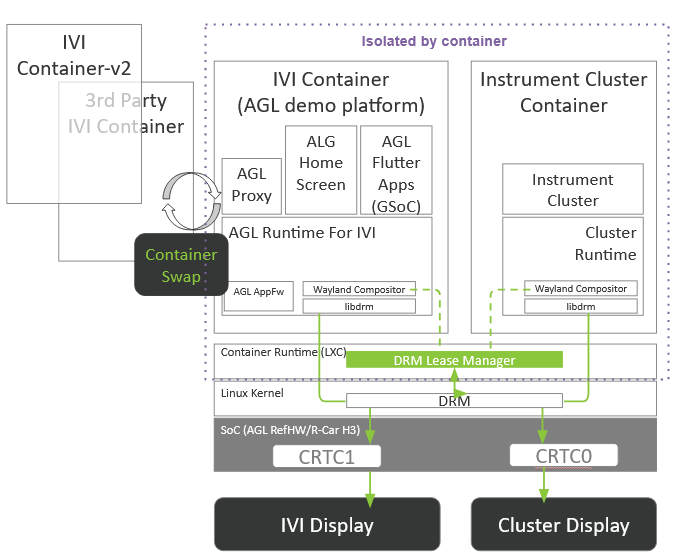 Isolated by container
IVI
Container-v2
3rd Party
IVI Container
Container
Swap
IVI Container
(AGL demo platform)
AGL
Proxy
ALG
Home
Screen
AGL
Flutter
Apps
(GSoC)
AGL Runtime For IVI
AGL AppFw
Wayland Compositor
libdrm
Instrument Cluster
Container
Instrument
Cluster
Cluster
Runtime
Wayland Compositor
libdrm
Container Runtime (LXC)
DRM Lease Manager
Linux Kernel
DRM
SoC (AGL RefHW/R-Car H3)
CRTC1
CRTC0
IVI Display
Cluster Display